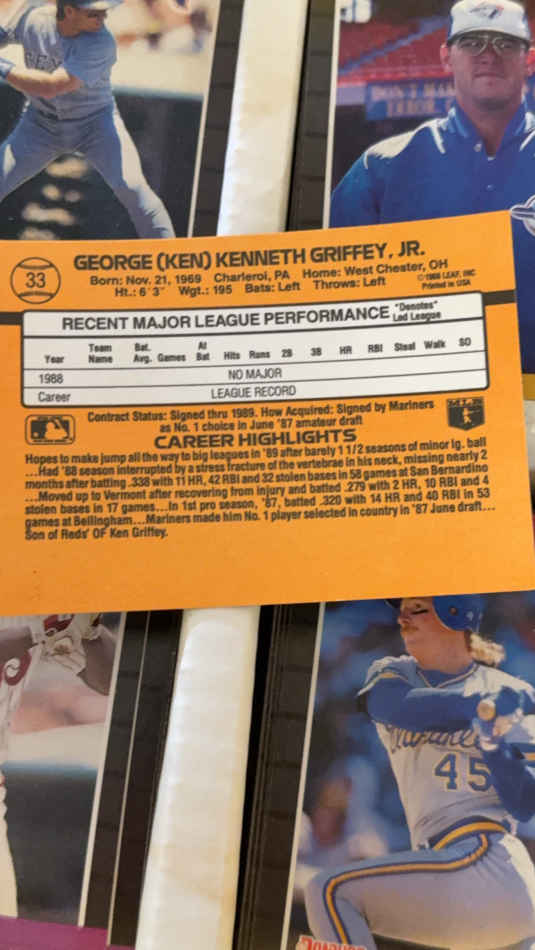 33
GEORGE (KEN) KENNETH GRIFFEY, JR.
Born: Nov. 21, 1969 Charleroi, PA Home: West Chester, OH
Ht.: 6'3" Wgt.: 195 Bats: Left Throws: Left
©1988 LEAF, INC
Printed in USA
RECENT MAJOR LEAGUE PERFORMANCE
"Denotes"
Led League
Year Team Name Bat. Avg. Games At Bat Hits Runs 2B 3B HR RBI Steal Walk SO
1988 NO MAJOR
Career LEAGUE RECORD
Contract Status: Signed thru 1989. How Acquired: Signed by Mariners
as No. 1 choice in June '87 amateur draft
CAREER HIGHLIGHTS
Hopes to make jump all the way to big leagues in '89 after barely 1 1/2 seasons of minor lg. ball
...Had '88 season interrupted by a stress fracture of the vertebrae in his neck, missing nearly 2
months after batting .338 with 11 HR, 42 RBI and 32 stolen bases in 58 games at San Bernardino
...Moved up to Vermont after recovering from injury and batted .279 with 2 HR, 10 RBI and 4
stolen bases in 17 games...In 1st pro season, '87, batted .320 with 14 HR and 40 RBI in 53
games at Bellingham...Mariners made him No. 1 player selected in country in '87 June draft...
Son of Reds' OF Ken Griffey.
45